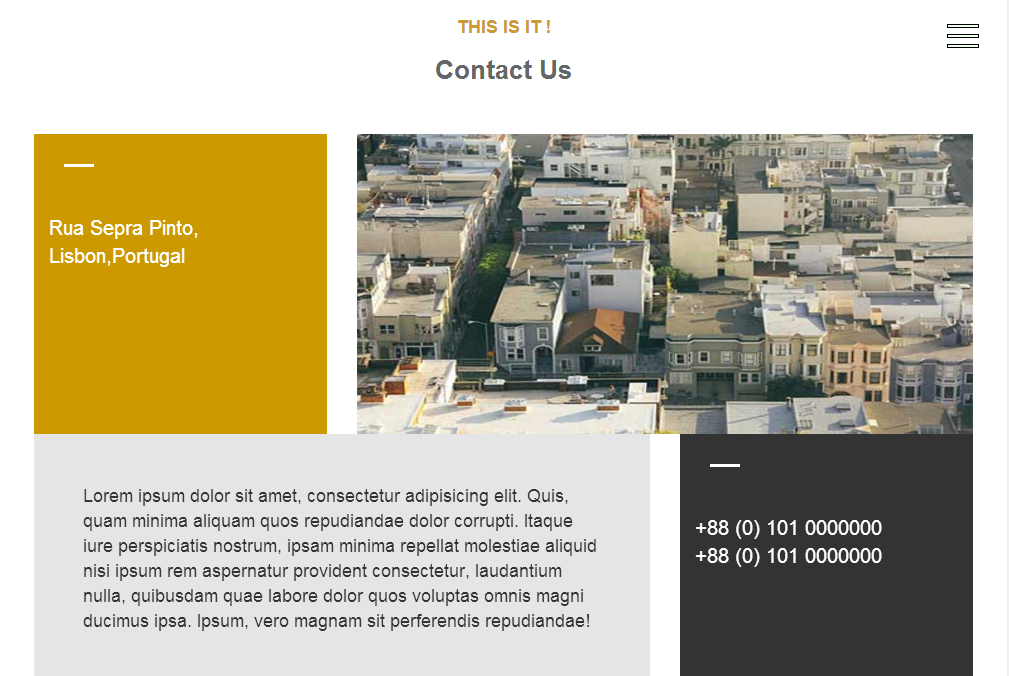 THIS IS IT !
Contact Us
Rua Sepra Pinto,
Lisbon,Portugal
Lorem ipsum dolor sit amet, consectetur adipisicing elit. Quis,
quam minima aliquam quos repudiandae dolor corrupti. Itaque
iure perspiciatis nostrum, ipsam minima repellat molestiae aliquid
nisi ipsum rem aspernatur provident consectetur, laudantium
nulla, quibusdam quae labore dolor quos voluptas omnis magni
ducimus ipsa. Ipsum, vero magnam sit perferendis repudiandae!
+88 (0) 101 0000000
+88 (0) 101 0000000